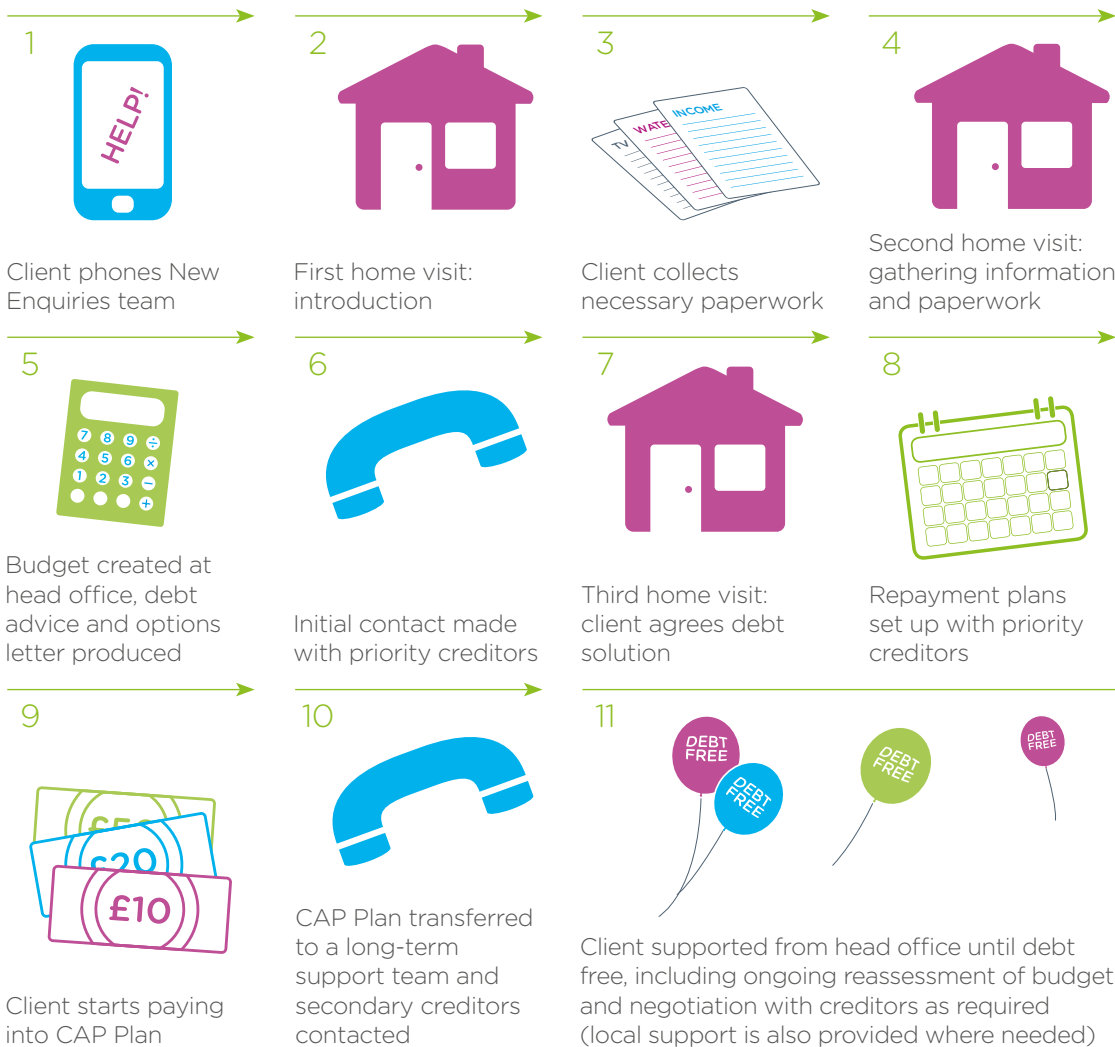 1
HELP!
Client phones New
Enquiries team
2
First home visit:
introduction
3
TV
WATE
INCOME
Client collects
necessary paperwork
4
Second home visit:
gathering information
and paperwork
5
7 8 9 ÷
4 5 6 ×
1 2 3 −
+
Budget created at
head office, debt
advice and options
letter produced
6
Initial contact made
with priority creditors
7
Third home visit:
client agrees debt
solution
8
Repayment plans
set up with priority
creditors
9
£20
£10
Client starts paying
into CAP Plan
10
CAP Plan transferred
to a long-term
support team and
secondary creditors
contacted
11
DEBT
FREE
DEBT
FREE
DEBT
FREE
DEBT
FREE
Client supported from head office until debt
free, including ongoing reassessment of budget
and negotiation with creditors as required
(local support is also provided where needed)